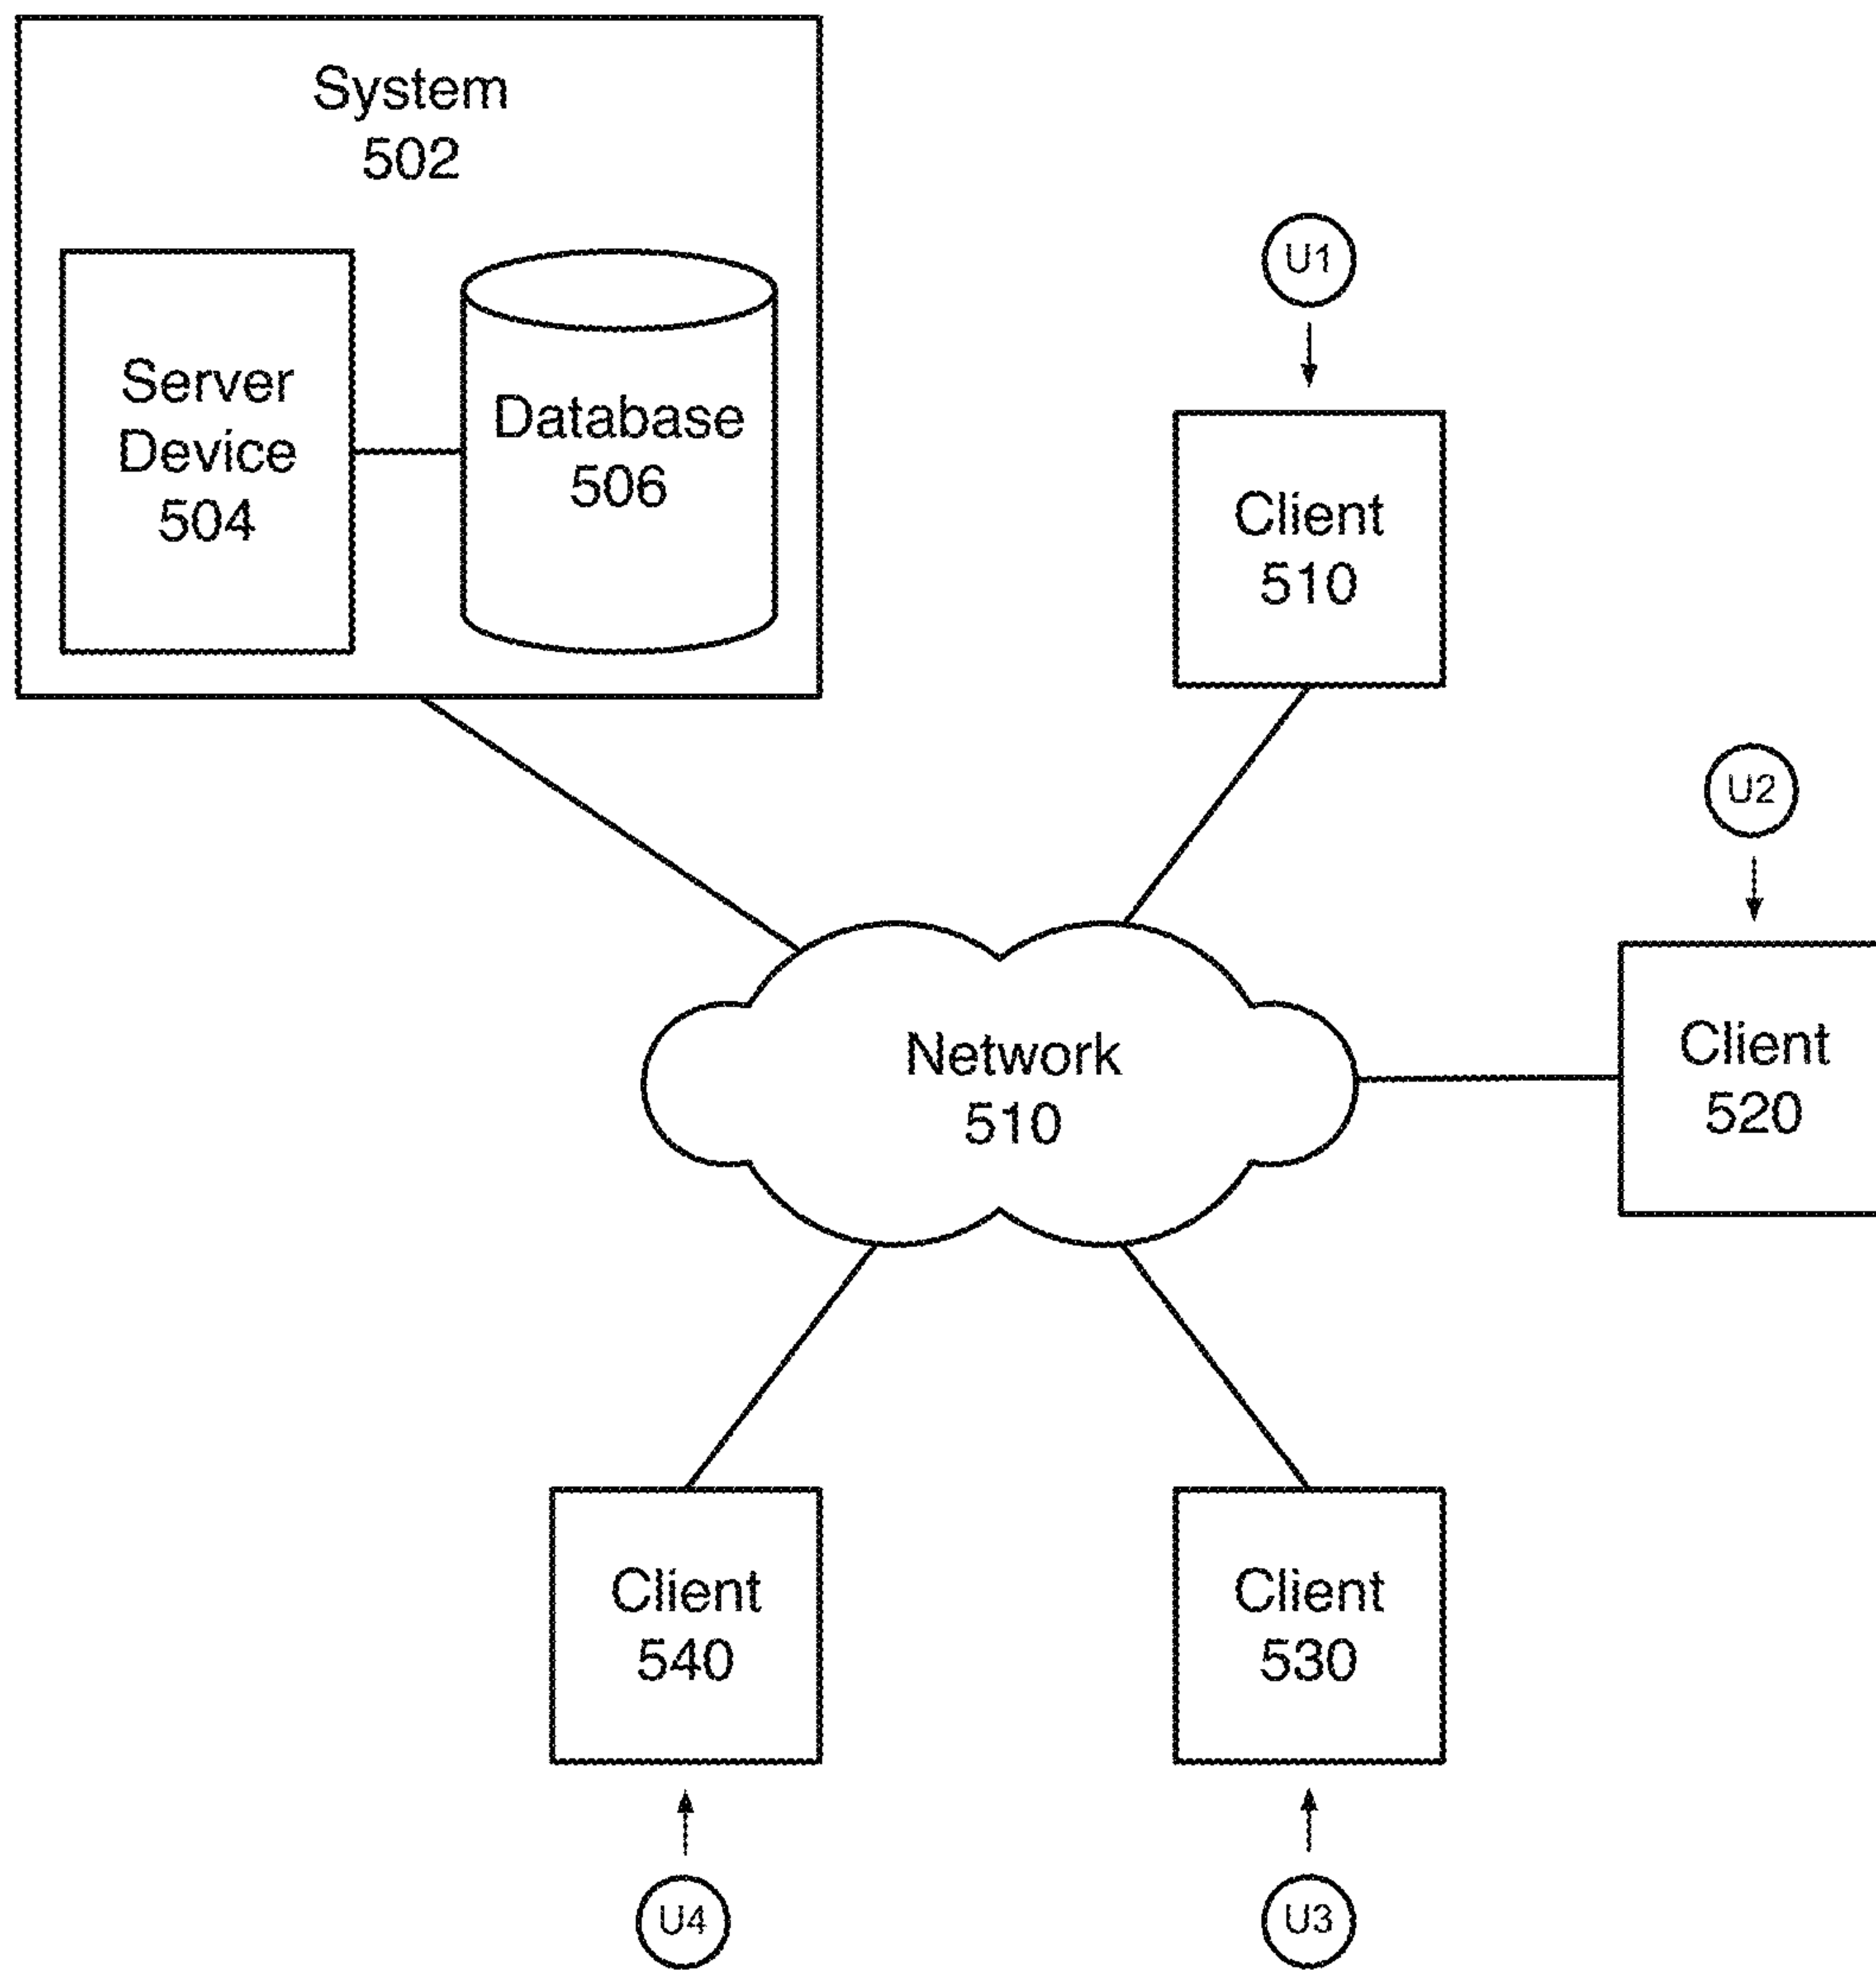 System
502
Server
Device
504
Database
506
U1
Client
510
U2
Client
520
Network
510
Client
540
Client
530
U4
U3